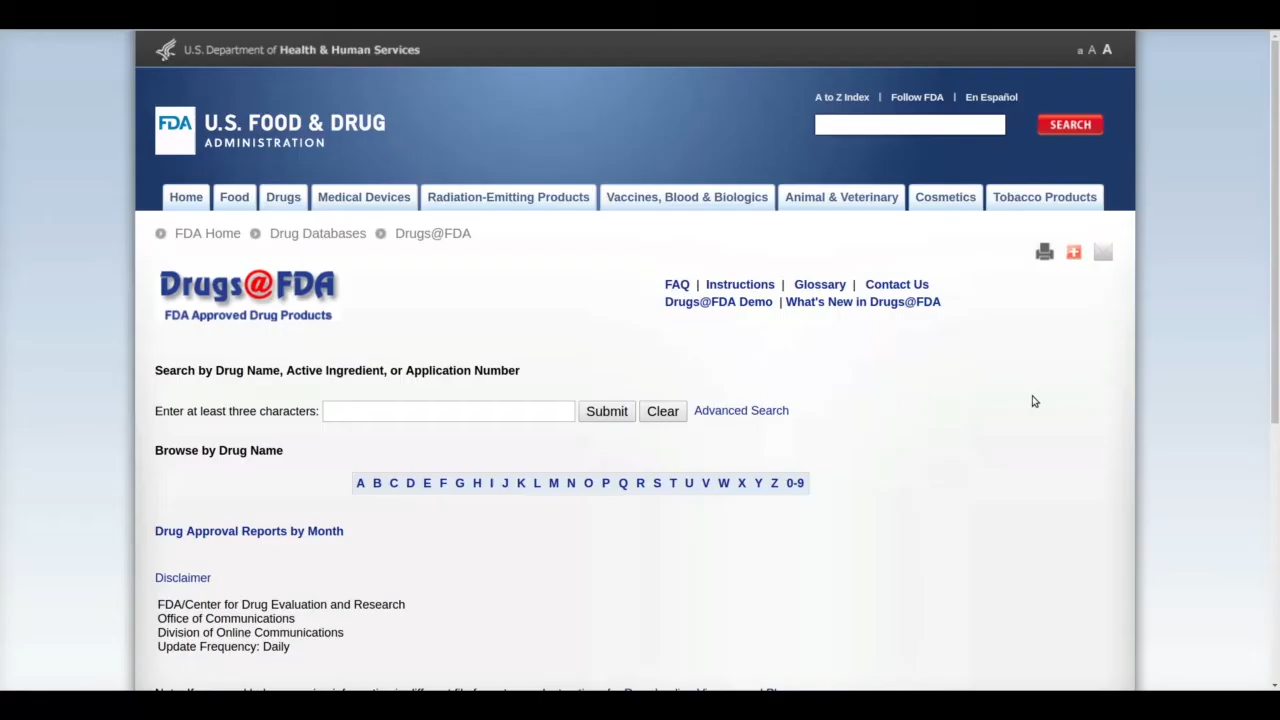 U.S. Department of Health & Human Services
a A A
A to Z Index | Follow FDA | En Español
FDA U.S. FOOD & DRUG
ADMINISTRATION
SEARCH
Home Food Drugs Medical Devices Radiation-Emitting Products Vaccines, Blood & Biologics Animal & Veterinary Cosmetics Tobacco Products
FDA Home Drug Databases Drugs@FDA
Drugs@FDA
FDA Approved Drug Products
FAQ | Instructions | Glossary | Contact Us
Drugs@FDA Demo | What's New in Drugs@FDA
Search by Drug Name, Active Ingredient, or Application Number
Enter at least three characters: Submit Clear Advanced Search
Browse by Drug Name
A B C D E F G H I J K L M N O P Q R S T U V W X Y Z 0-9
Drug Approval Reports by Month
Disclaimer
FDA/Center for Drug Evaluation and Research
Office of Communications
Division of Online Communications
Update Frequency: Daily